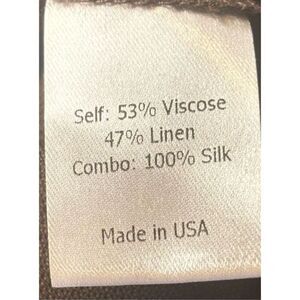 Self: 53% Viscose
47% Linen
Combo: 100% Silk
Made in USA